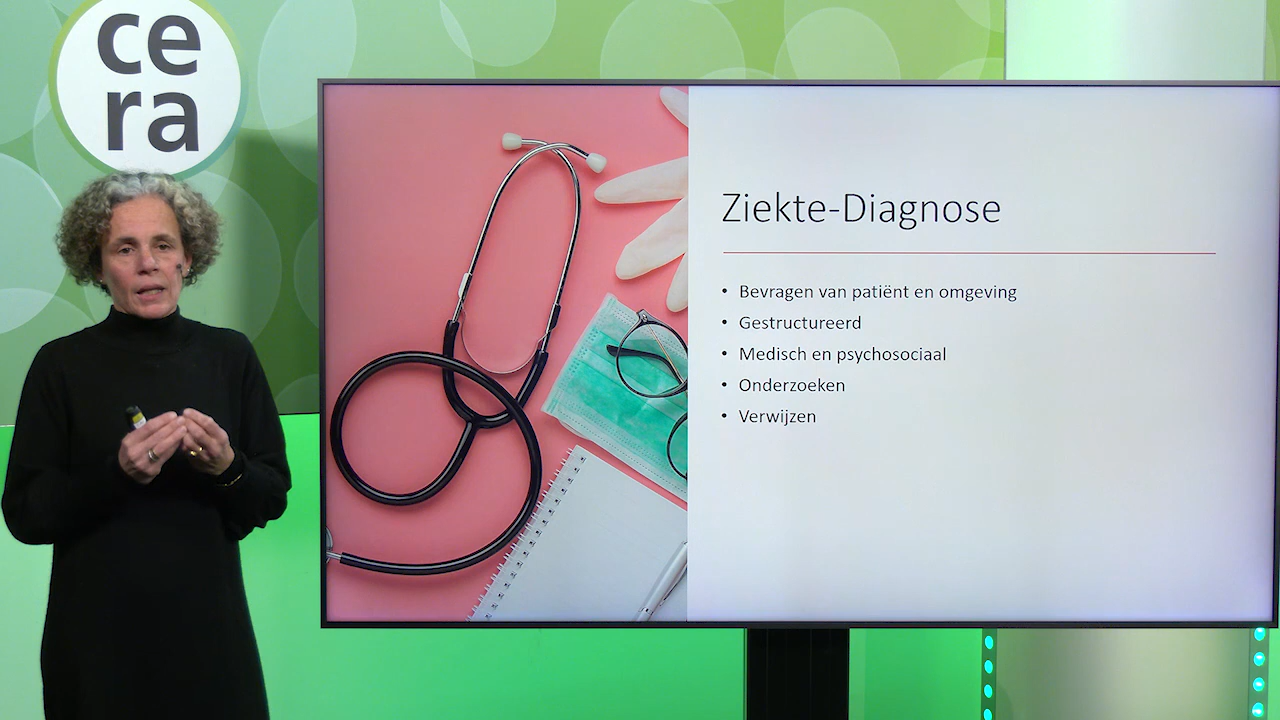 ce
ra
Ziekte-Diagnose
• Bevragen van patiënt en omgeving
• Gestructureerd
• Medisch en psychosociaal
• Onderzoeken
• Verwijzen